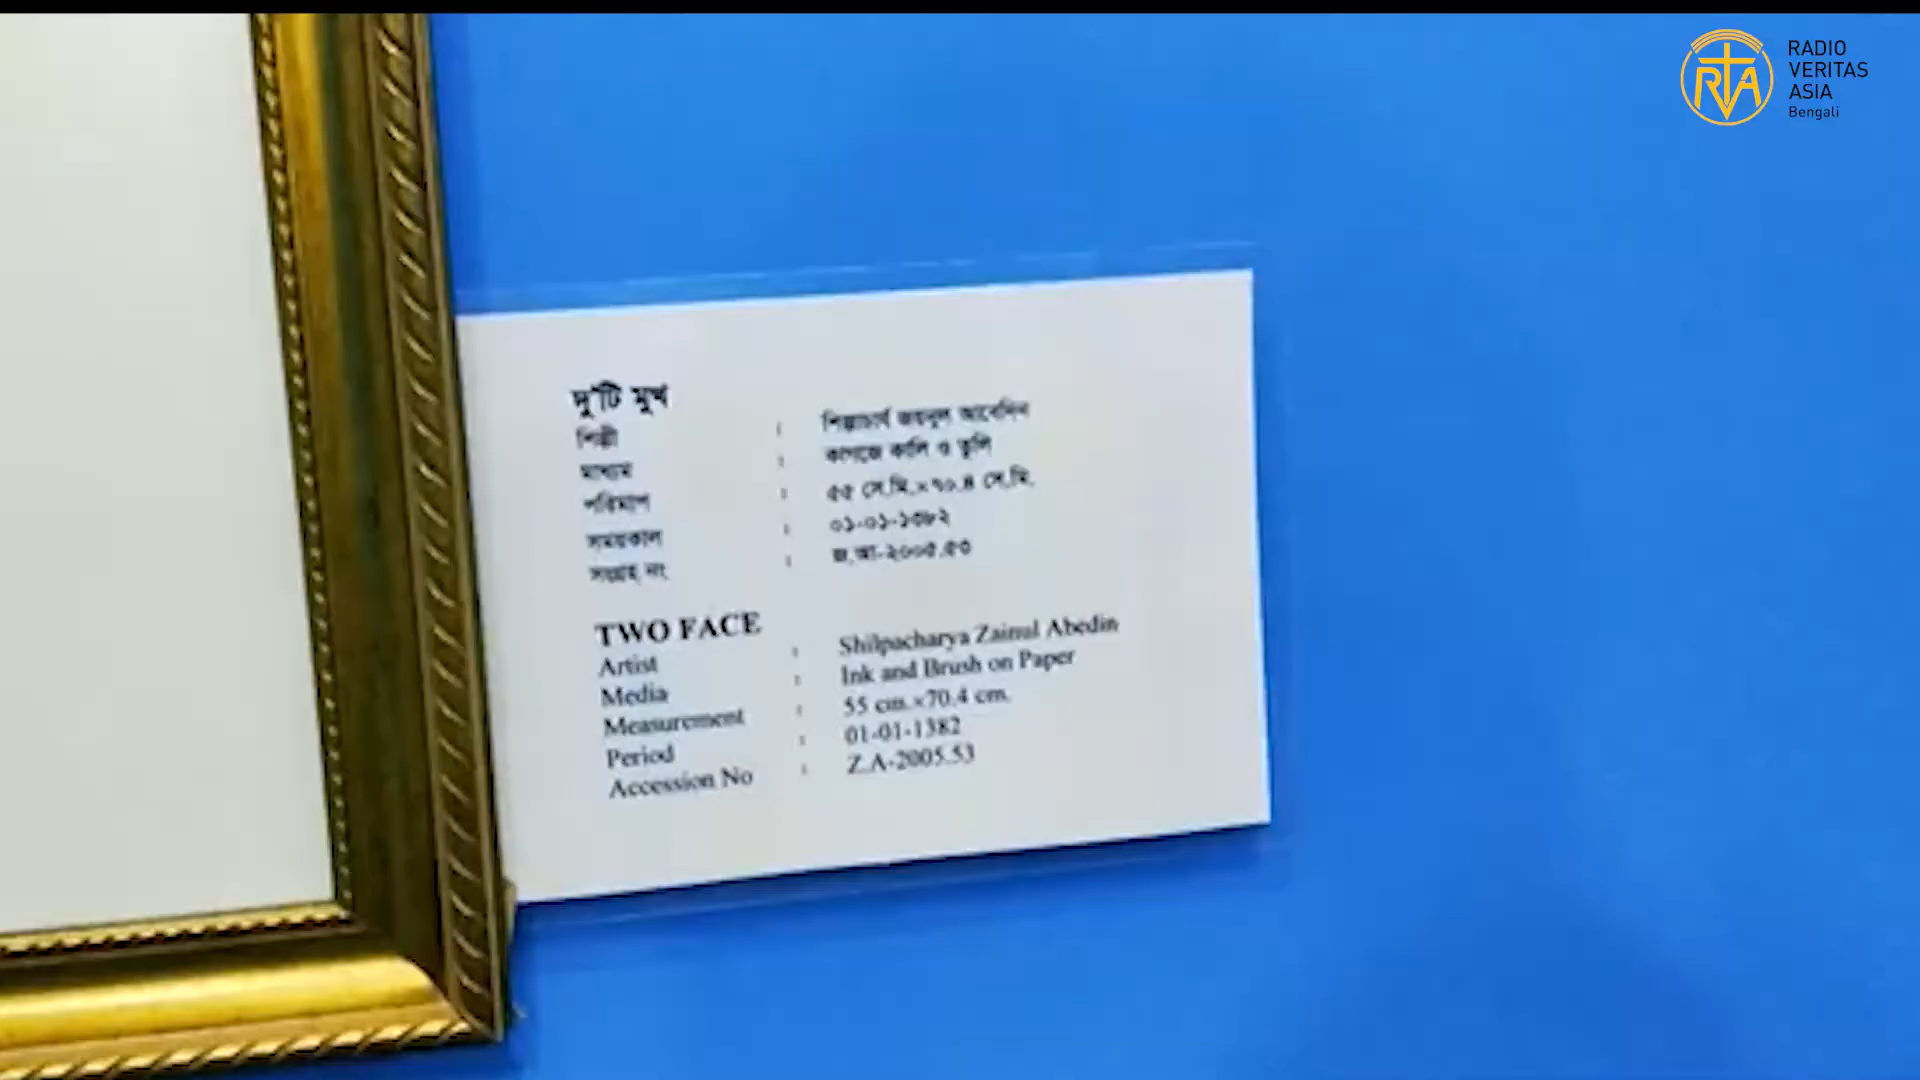 RADIO
VERITAS
ASIA
Bengali
RVA
দু'টি মুখ
শিল্পী : শিল্পাচার্য জয়নুল আবেদিন
মাধ্যম : কাগজে কালি ও তুলি
পরিমাপ : ৫৫ সে.মি.×৭০.৪ সে.মি.
সময়কাল : ০১-০১-১৩৮২
সংগ্রহ নং : জ.আ-২০০৫.৫৩
TWO FACE
Artist : Shilpacharya Zainul Abedin
Media : Ink and Brush on Paper
Measurement : 55 cm.×70.4 cm.
Period : 01-01-1382
Accession No : Z.A-2005.53